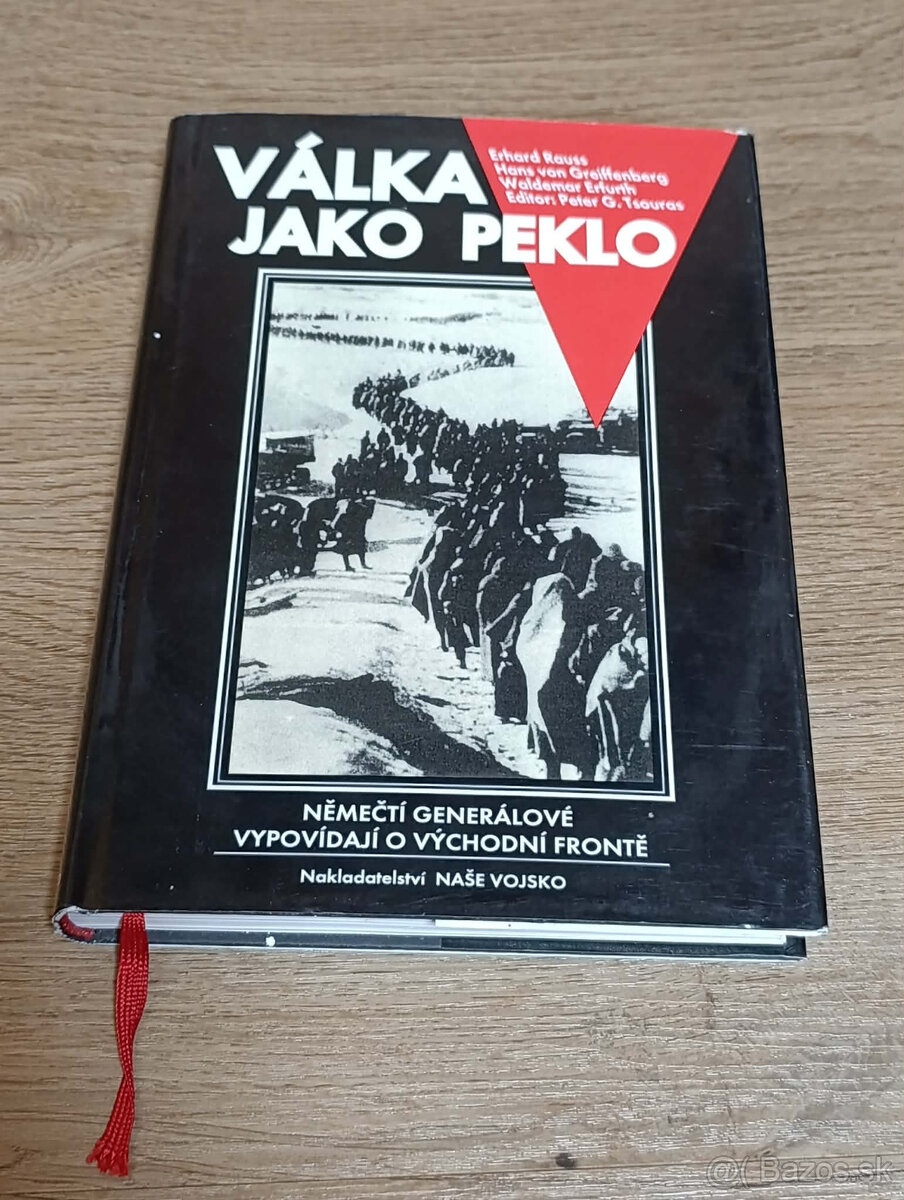 Erhard Rauss
Hans von Greiffenberg
Waldemar Erfurth
Editor: Peter G. Tsouras
VÁLKA
JAKO PEKLO
NĚMEČTÍ GENERÁLOVÉ
VYPOVÍDAJÍ O VÝCHODNÍ FRONTĚ
Nakladatelství NAŠE VOJSKO
@( Bazos.sk